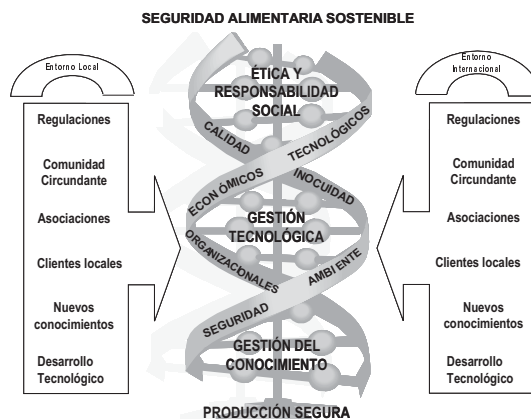 SEGURIDAD ALIMENTARIA SOSTENIBLE
Entorno Local
Regulaciones
Comunidad
Circundante
Asociaciones
Clientes locales
Nuevos
conocimientos
Desarrollo
Tecnológico
ÉTICA Y
RESPONSABILIDAD
SOCIAL
CALIDAD
TECNOLÓGICOS
ECONÓMICOS
INOCUIDAD
GESTIÓN
TECNOLÓGICA
ORGANIZACIONALES
AMBIENTE
SEGURIDAD
GESTIÓN DEL
CONOCIMIENTO
PRODUCCIÓN SEGURA
Entorno
Internacional
Regulaciones
Comunidad
Circundante
Asociaciones
Clientes locales
Nuevos
conocimientos
Desarrollo
Tecnológico